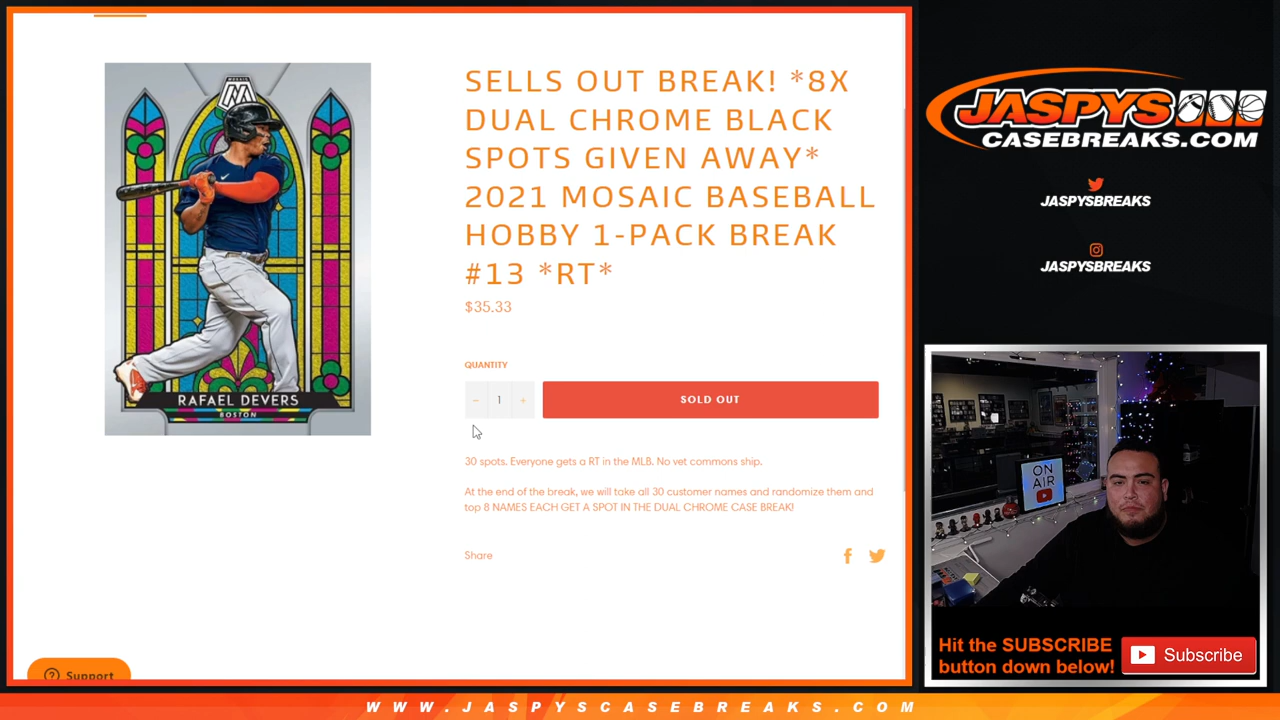 SELLS OUT BREAK! *8X
DUAL CHROME BLACK
SPOTS GIVEN AWAY*
2021 MOSAIC BASEBALL
HOBBY 1-PACK BREAK
#13 *RT*
$35.33
QUANTITY
− 1 +
SOLD OUT
30 spots. Everyone gets a RT in the MLB. No vet commons ship.
At the end of the break, we will take all 30 customer names and randomize them and
top 8 NAMES EACH GET A SPOT IN THE DUAL CHROME CASE BREAK!
Share
Support
MOSAIC
M
RAFAEL DEVERS
BOSTON
JASPYS
CASEBREAKS.COM
JASPYSBREAKS
JASPYSBREAKS
ON
AIR
Hit the SUBSCRIBE
button down below!
Subscribe
WWW.JASPYSCASEBREAKS.COM